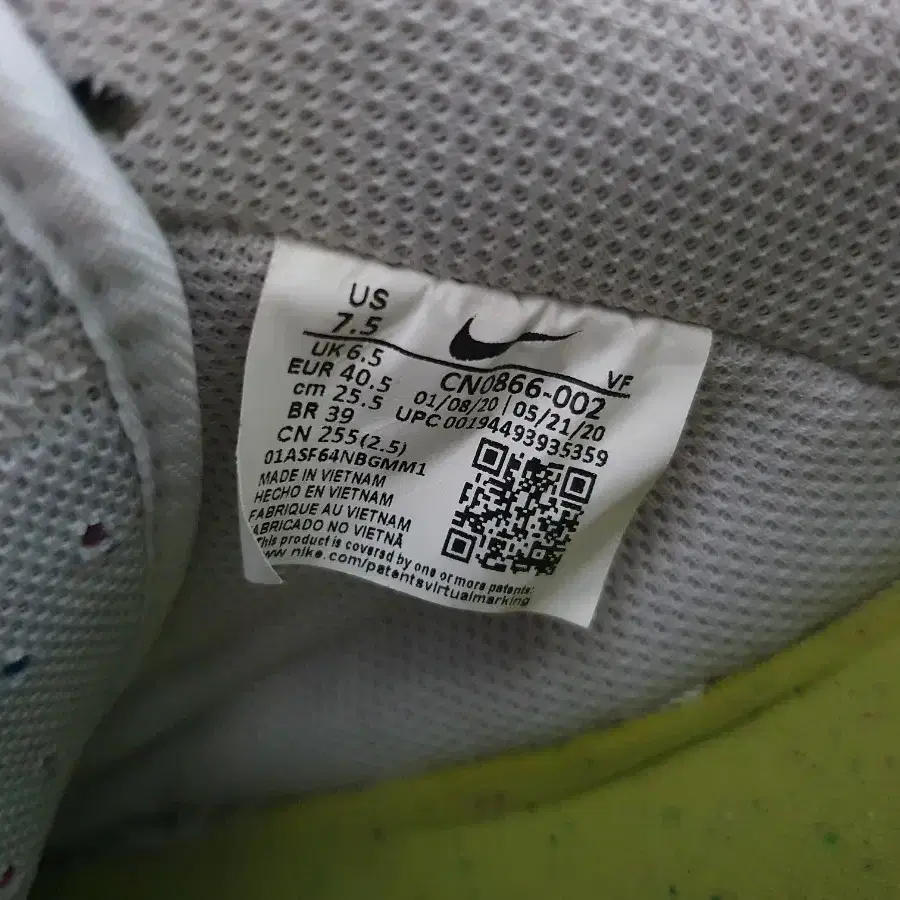 US
7.5
UK 6.5
EUR 40.5
cm 25.5
BR 39
CN 255(2.5)
01ASF64NBGMM1
VF
CN0866-002
01/08/20 | 05/21/20
UPC 00194493935359
MADE IN VIETNAM
HECHO EN VIETNAM
FABRIQUE AU VIETNAM
FABRICADO NO VIETNÃ
This product is covered by one or more patents:
www.nike.com/patentsvirtualmarking